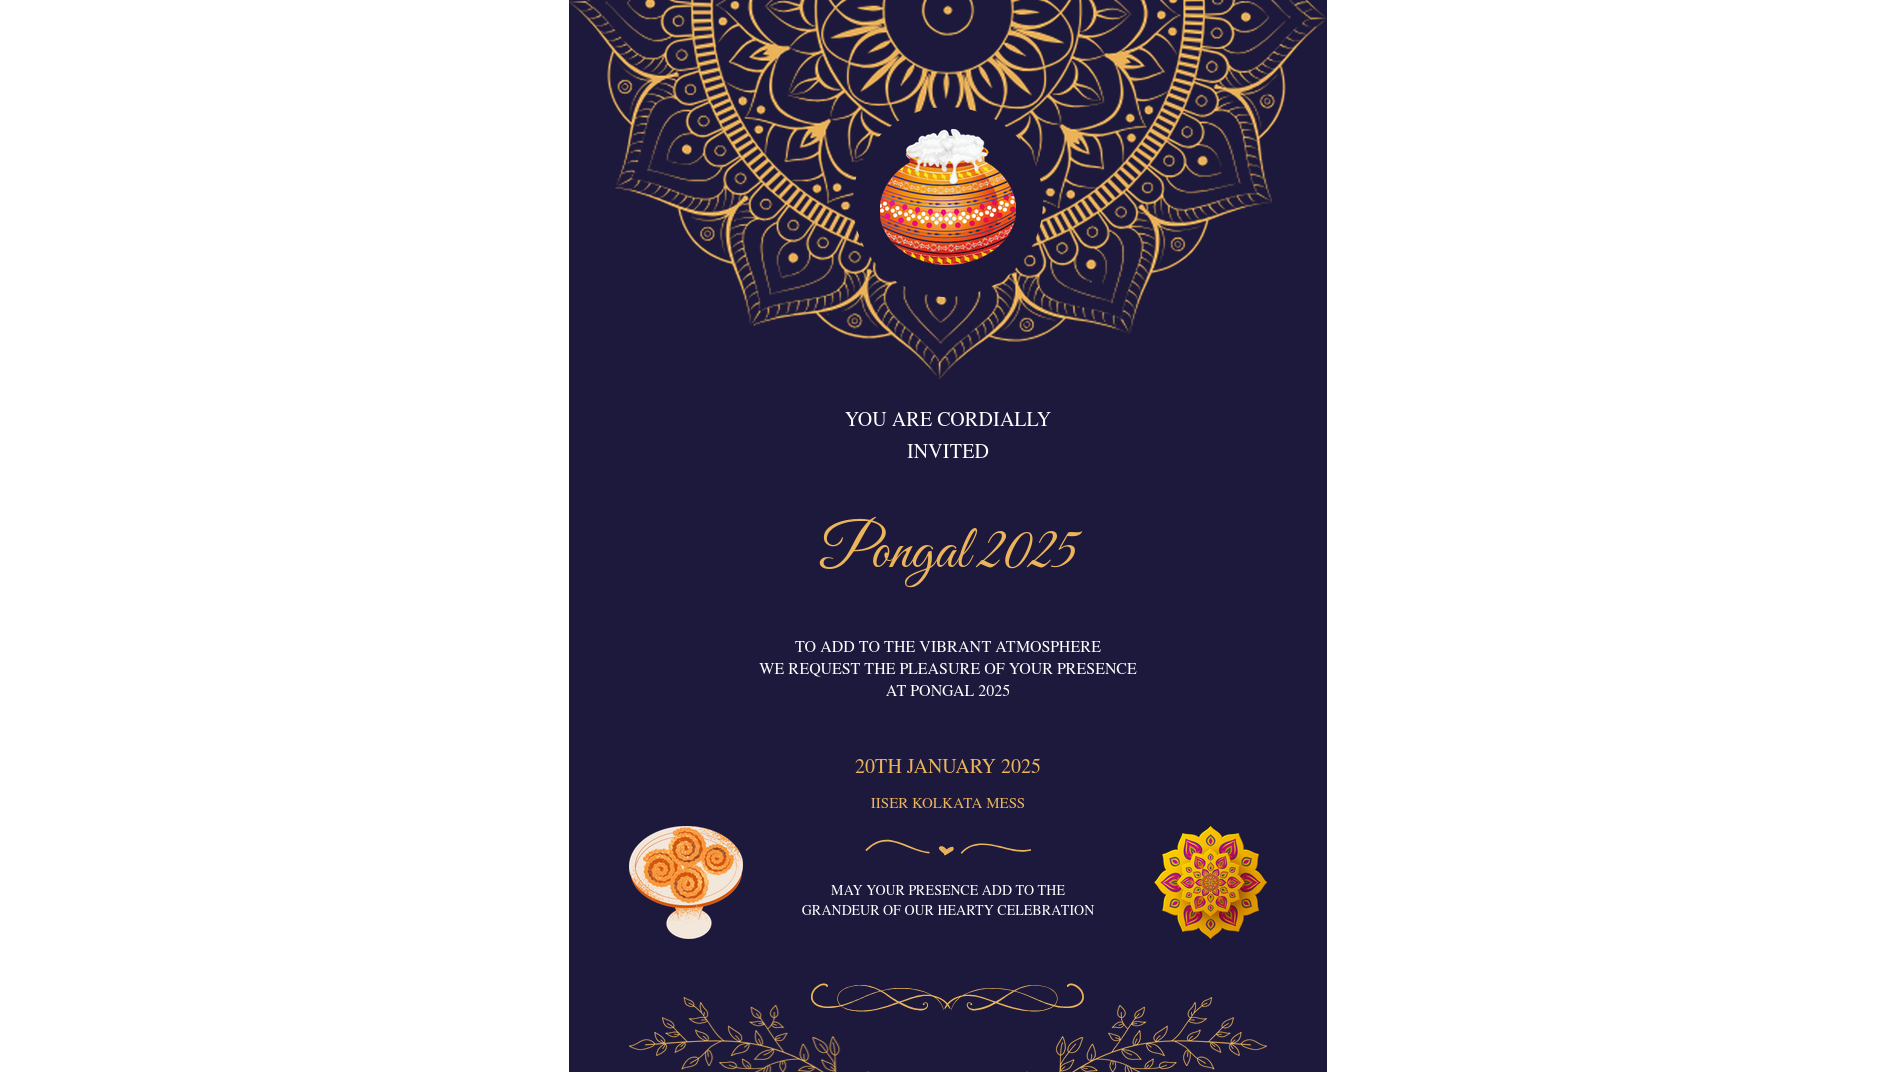 YOU ARE CORDIALLY
INVITED
Pongal 2025
TO ADD TO THE VIBRANT ATMOSPHERE
WE REQUEST THE PLEASURE OF YOUR PRESENCE
AT PONGAL 2025
20TH JANUARY 2025
IISER KOLKATA MESS
MAY YOUR PRESENCE ADD TO THE
GRANDEUR OF OUR HEARTY CELEBRATION